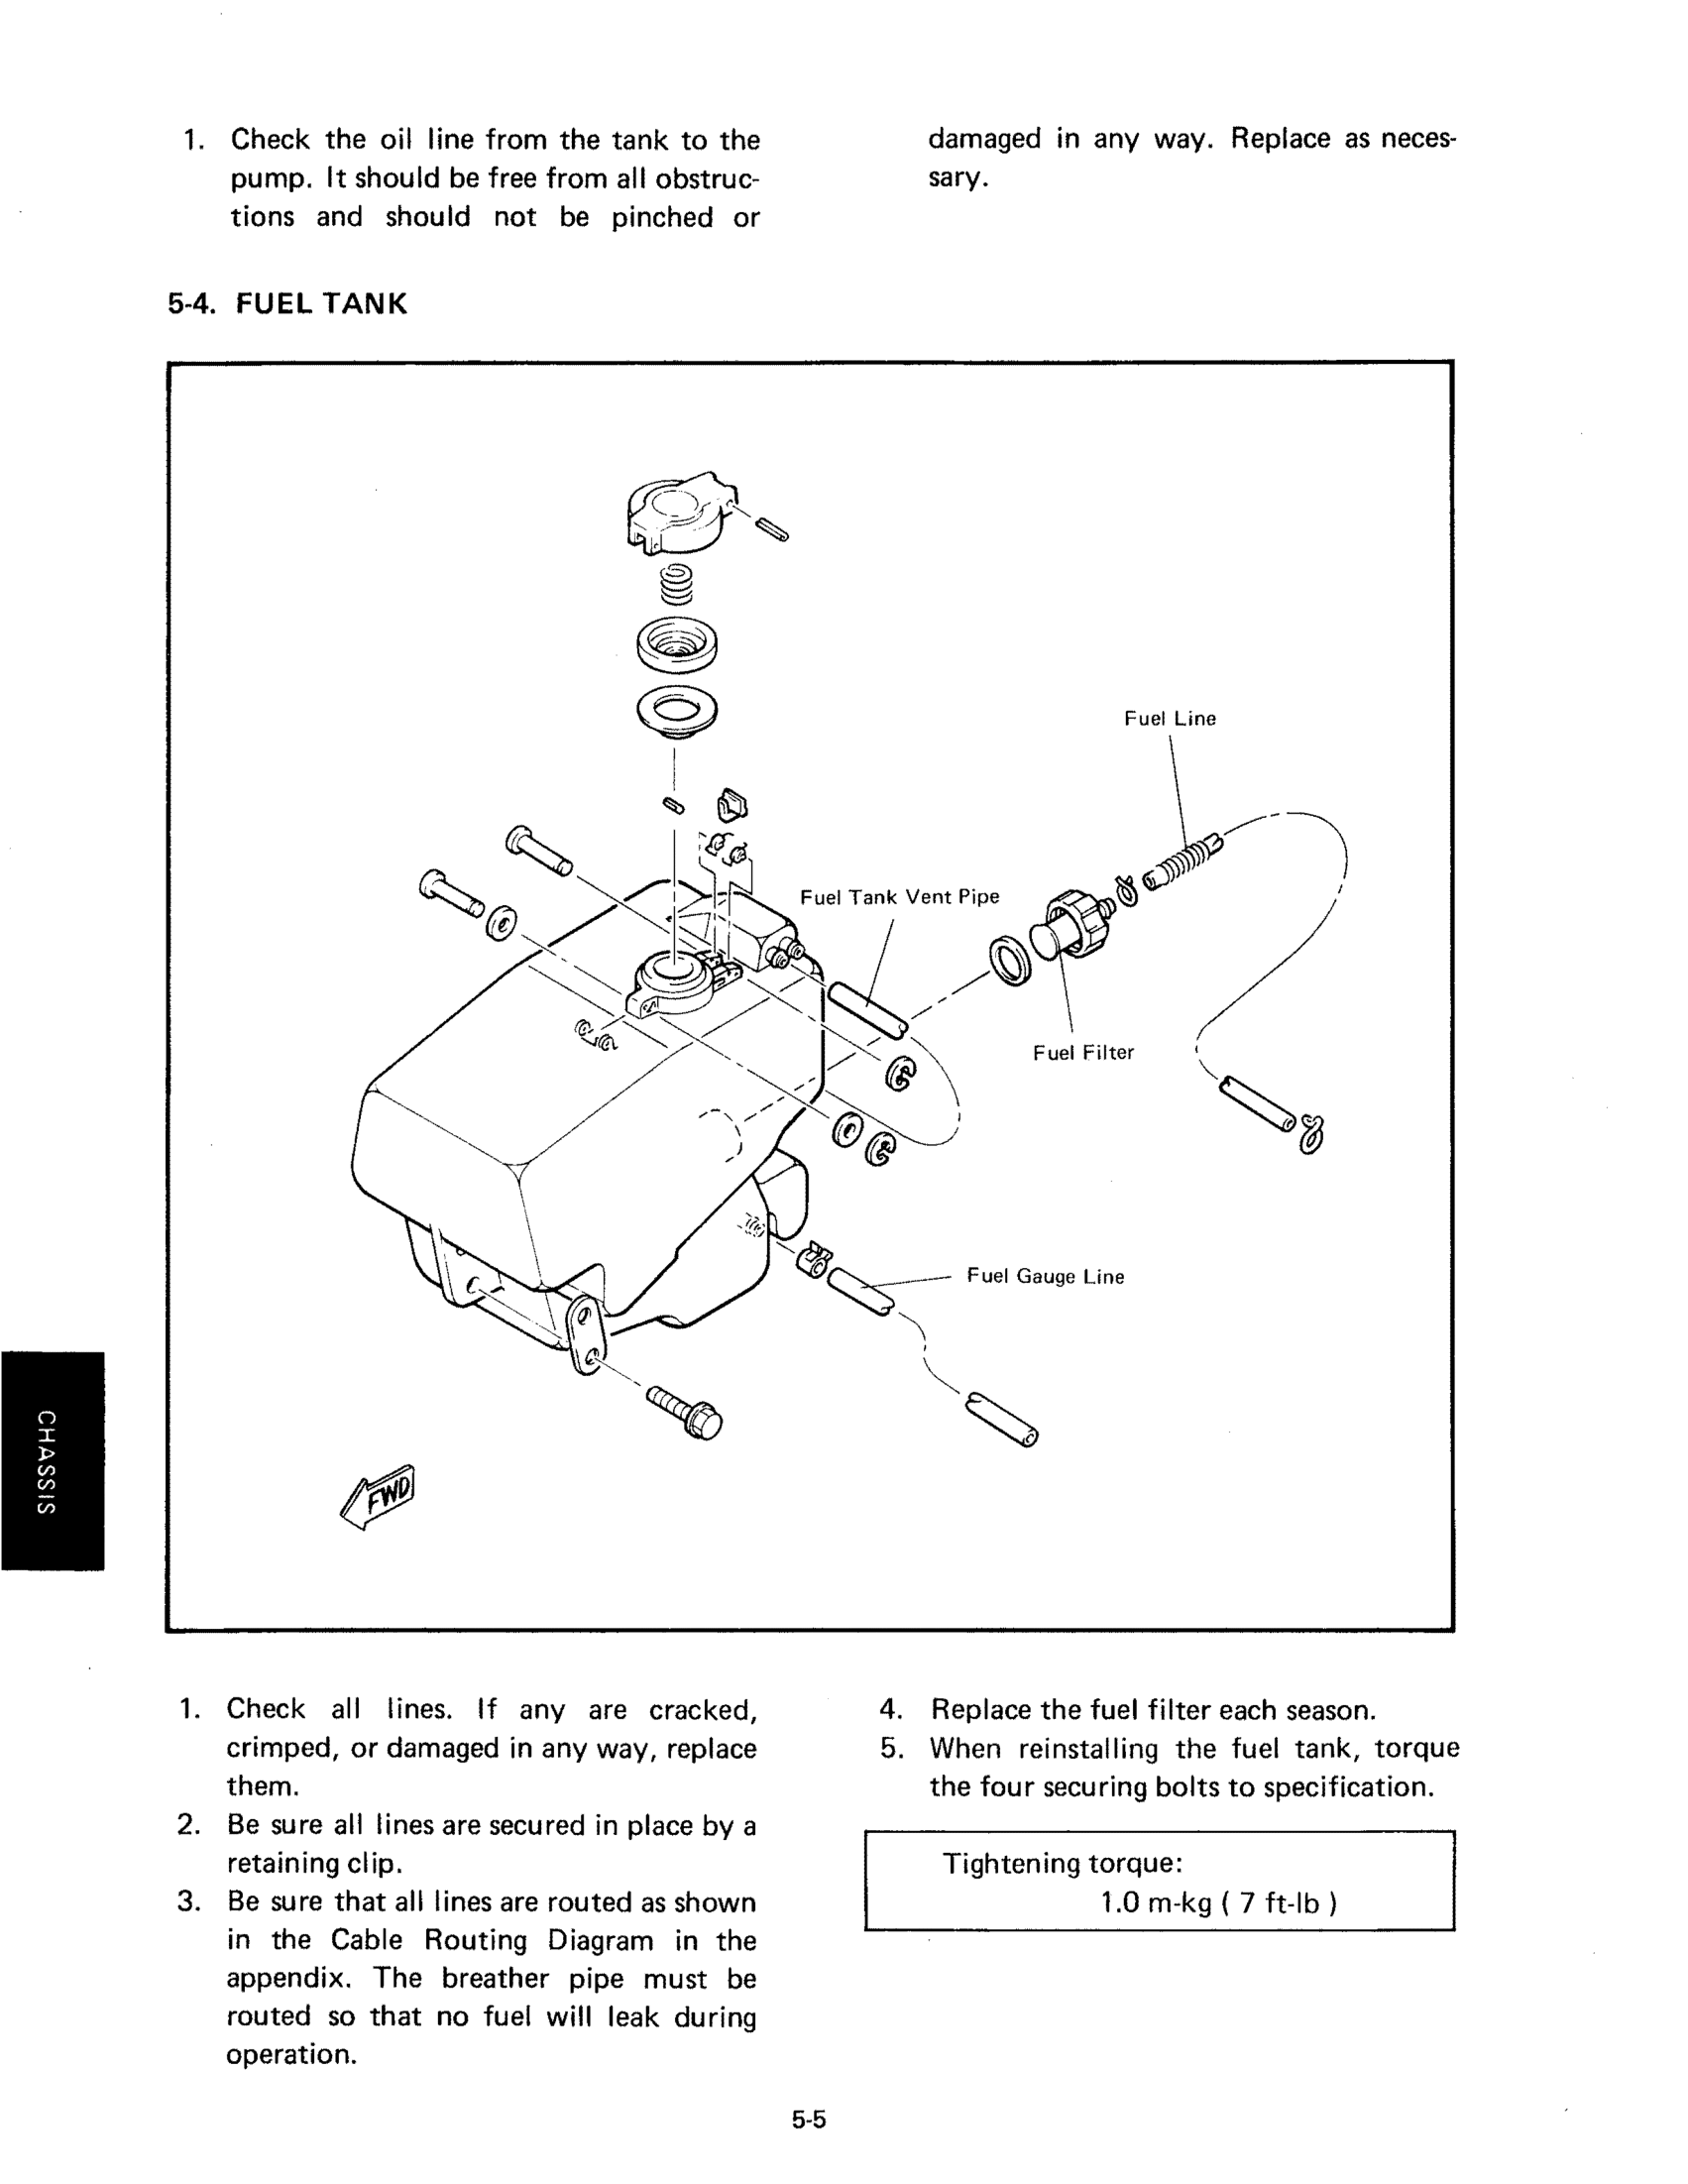 1. Check the oil line from the tank to the
pump. It should be free from all obstruc-
tions and should not be pinched or
damaged in any way. Replace as neces-
sary.
5-4. FUEL TANK
Fuel Line
Fuel Tank Vent Pipe
Fuel Filter
Fuel Gauge Line
FWD
CHASSIS
1. Check all lines. If any are cracked,
crimped, or damaged in any way, replace
them.
2. Be sure all lines are secured in place by a
retaining clip.
3. Be sure that all lines are routed as shown
in the Cable Routing Diagram in the
appendix. The breather pipe must be
routed so that no fuel will leak during
operation.
4. Replace the fuel filter each season.
5. When reinstalling the fuel tank, torque
the four securing bolts to specification.
Tightening torque:
1.0 m-kg ( 7 ft-lb )
5-5